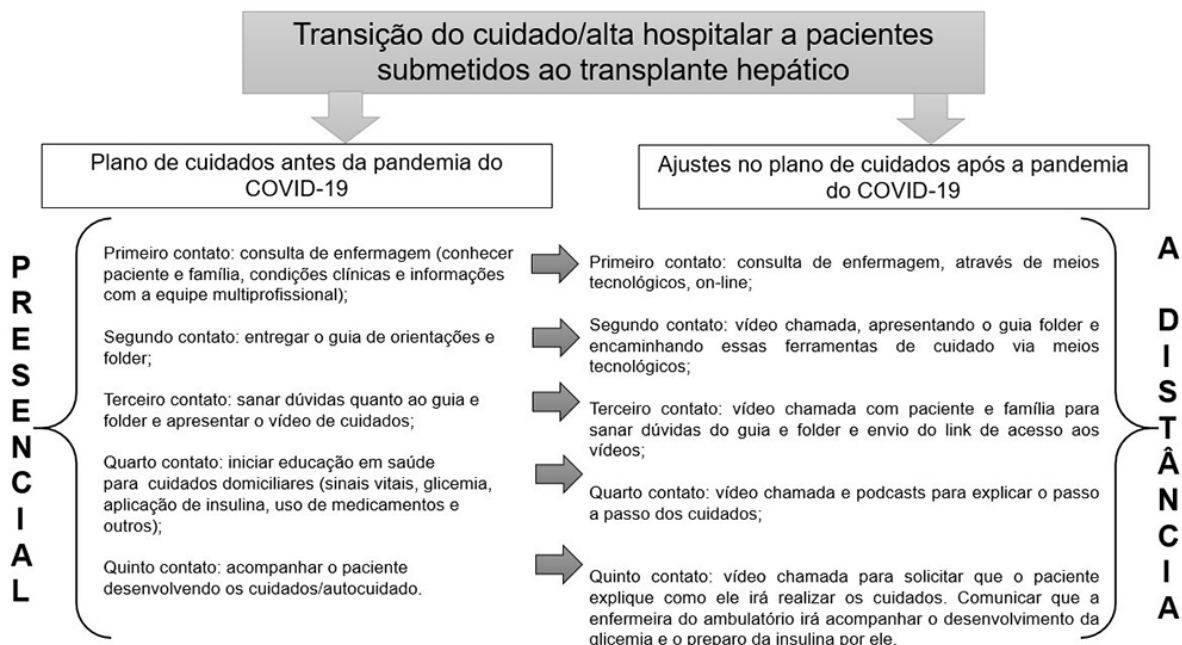 Transição do cuidado/alta hospitalar a pacientes
submetidos ao transplante hepático
Plano de cuidados antes da pandemia do
COVID-19
Ajustes no plano de cuidados após a pandemia
do COVID-19
PRESENCIAL
Primeiro contato: consulta de enfermagem (conhecer
paciente e família, condições clínicas e informações
com a equipe multiprofissional);
Segundo contato: entregar o guia de orientações e
folder;
Terceiro contato: sanar dúvidas quanto ao guia e
folder e apresentar o vídeo de cuidados;
Quarto contato: iniciar educação em saúde
para cuidados domiciliares (sinais vitais, glicemia,
aplicação de insulina, uso de medicamentos e
outros);
Quinto contato: acompanhar o paciente
desenvolvendo os cuidados/autocuidado.
Primeiro contato: consulta de enfermagem, através de meios
tecnológicos, on-line;
Segundo contato: vídeo chamada, apresentando o guia folder e
encaminhando essas ferramentas de cuidado via meios
tecnológicos;
Terceiro contato: vídeo chamada com paciente e família para
sanar dúvidas do guia e folder e envio do link de acesso aos
vídeos;
Quarto contato: vídeo chamada e podcasts para explicar o passo
a passo dos cuidados;
Quinto contato: vídeo chamada para solicitar que o paciente
explique como ele irá realizar os cuidados. Comunicar que a
enfermeira do ambulatório irá acompanhar o desenvolvimento da
glicemia e o preparo da insulina por ele.
A DISTÂNCIA